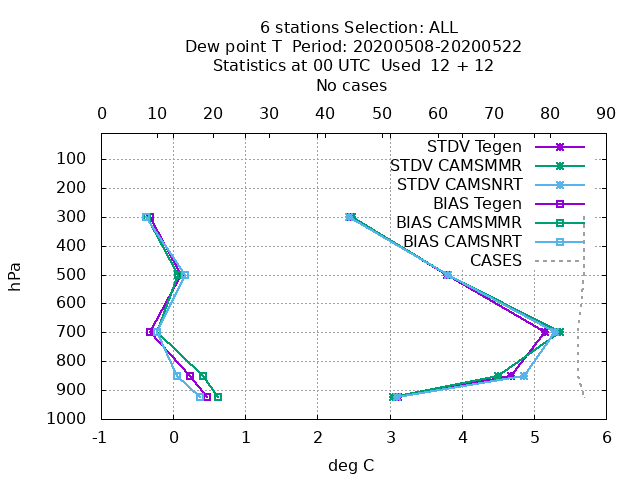 6 stations Selection: ALL
Dew point T  Period: 20200508-20200522
Statistics at 00 UTC  Used  12 + 12
No cases
0 10 20 30 40 50 60 70 80 90
STDV Tegen
STDV CAMSMMR
STDV CAMSNRT
BIAS Tegen
BIAS CAMSMMR
BIAS CAMSNRT
CASES
hPa
100
200
300
400
500
600
700
800
900
1000
-1 0 1 2 3 4 5 6
deg C